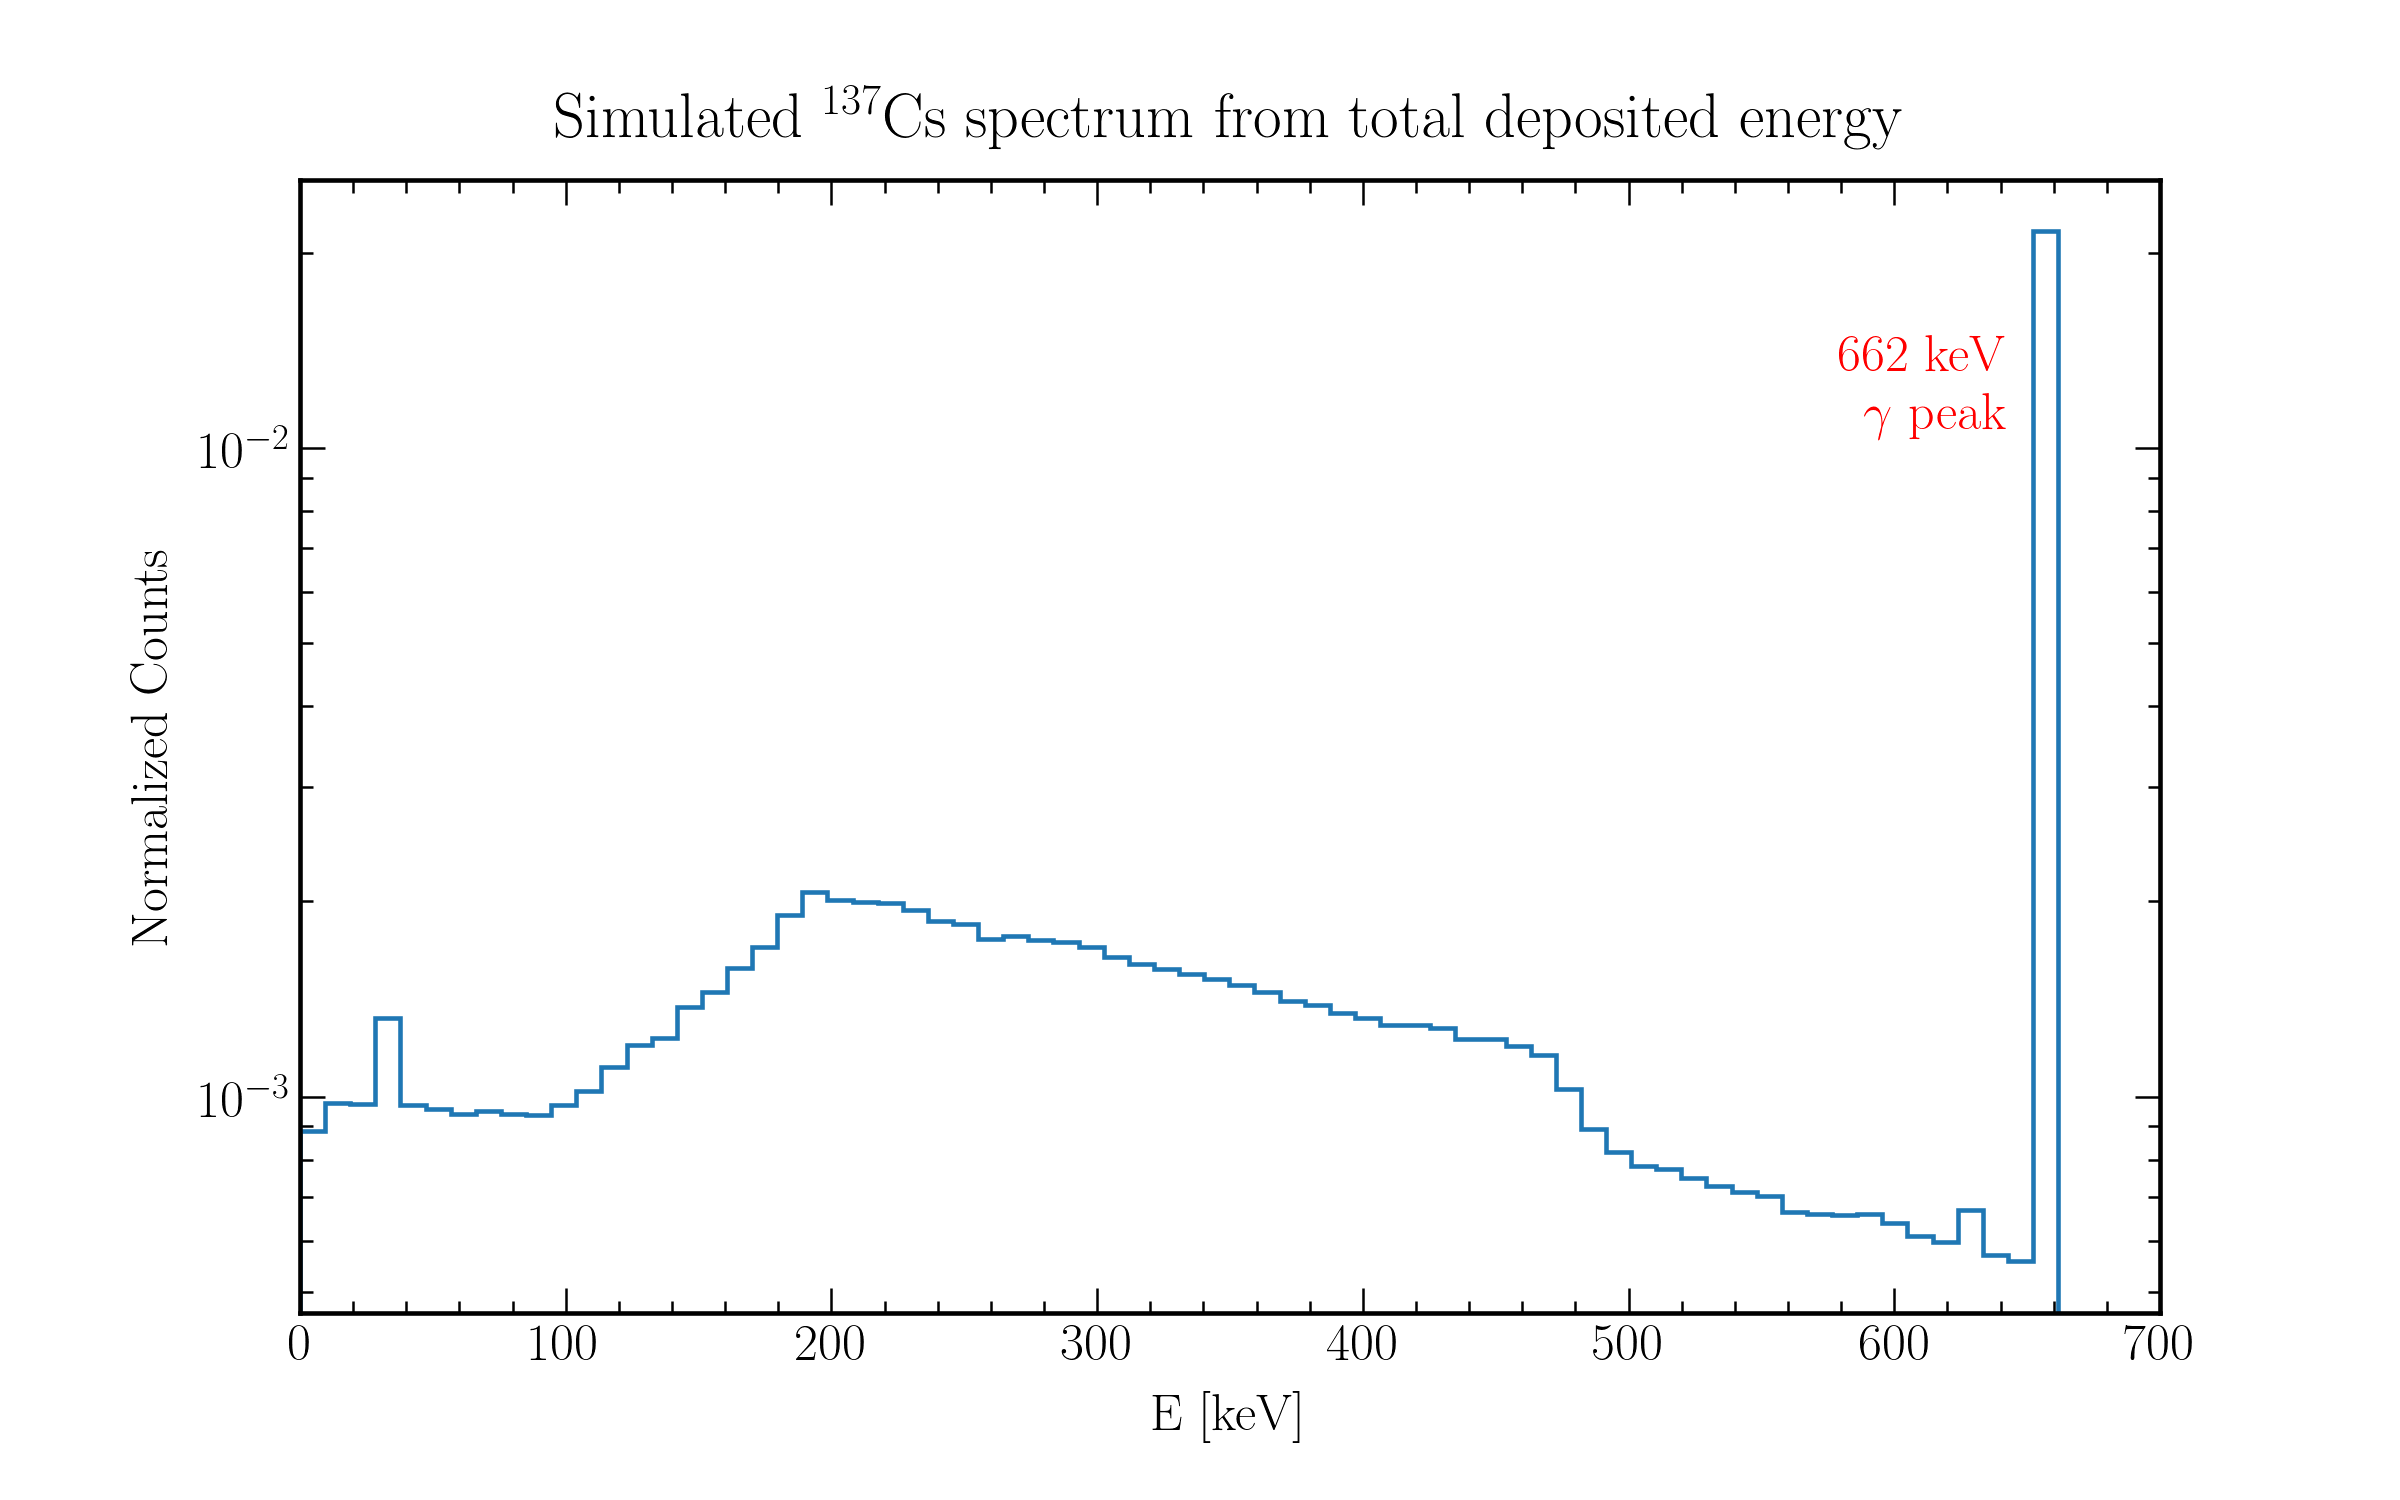 Simulated ¹³⁷Cs spectrum from total deposited energy
662 keV
γ peak
10⁻²
10⁻³
Normalized Counts
0 100 200 300 400 500 600 700
E [keV]